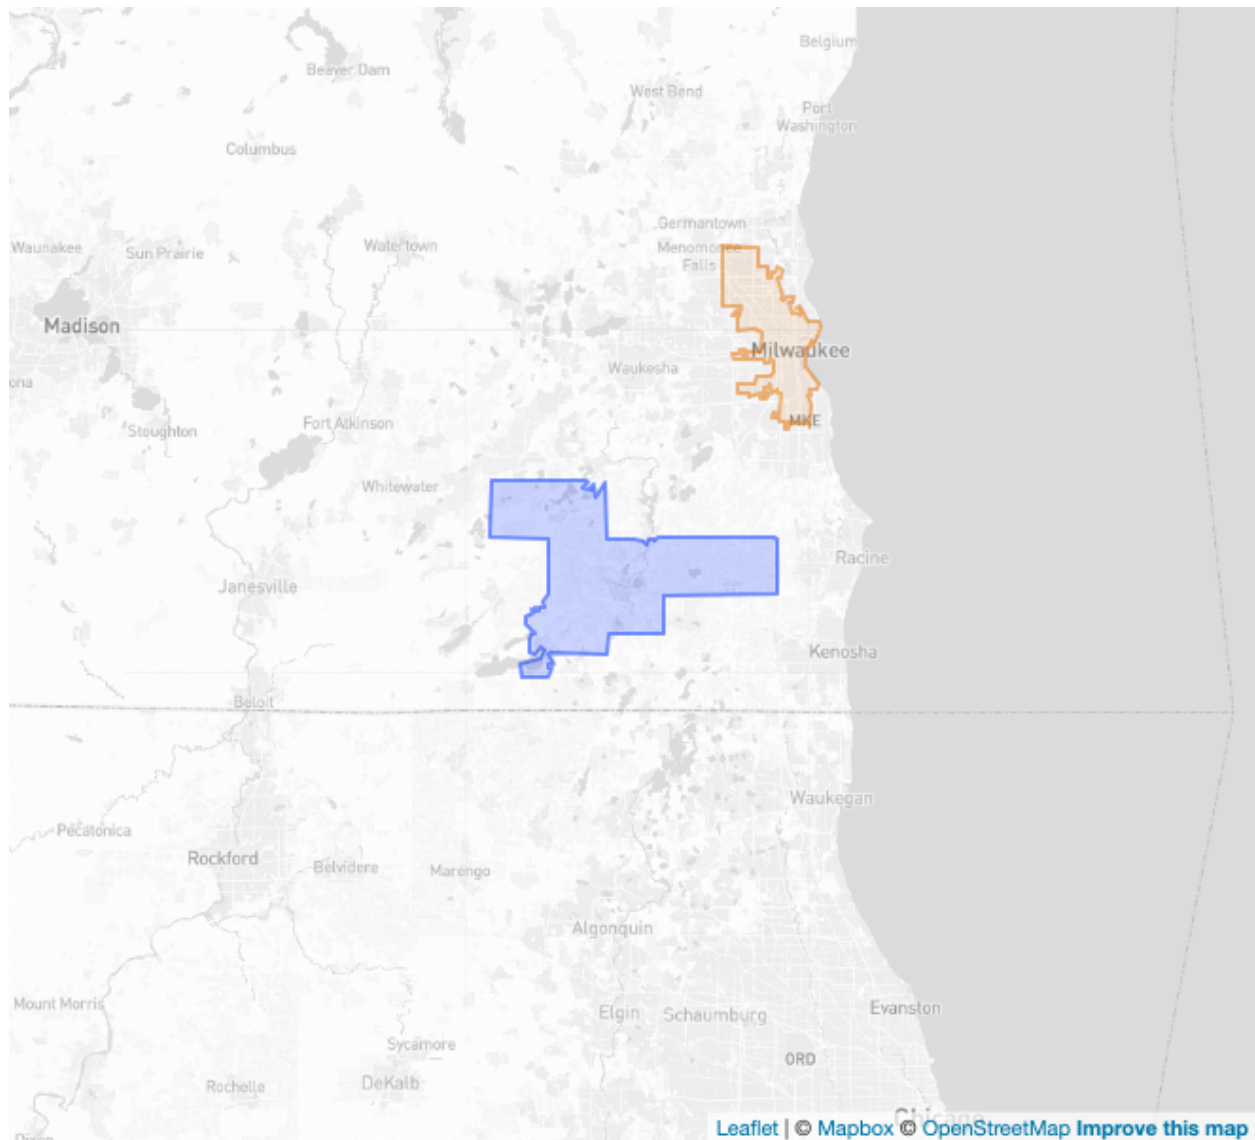 Belgium
Beaver Dam
West Bend
Port
Washington
Columbus
Germantown
Waunakee
Sun Prairie
Watertown
Menomonee
Falls
Madison
Milwaukee
Waukesha
ona
Fort Atkinson
MKE
Stoughton
Whitewater
Racine
Janesville
Kenosha
Beloit
Waukegan
Pecatonica
Rockford
Belvidere
Marengo
Algonquin
Mount Morris
Elgin
Schaumburg
Evanston
Sycamore
ORD
Rochelle
DeKalb
Chicago
Leaflet | © Mapbox © OpenStreetMap Improve this map